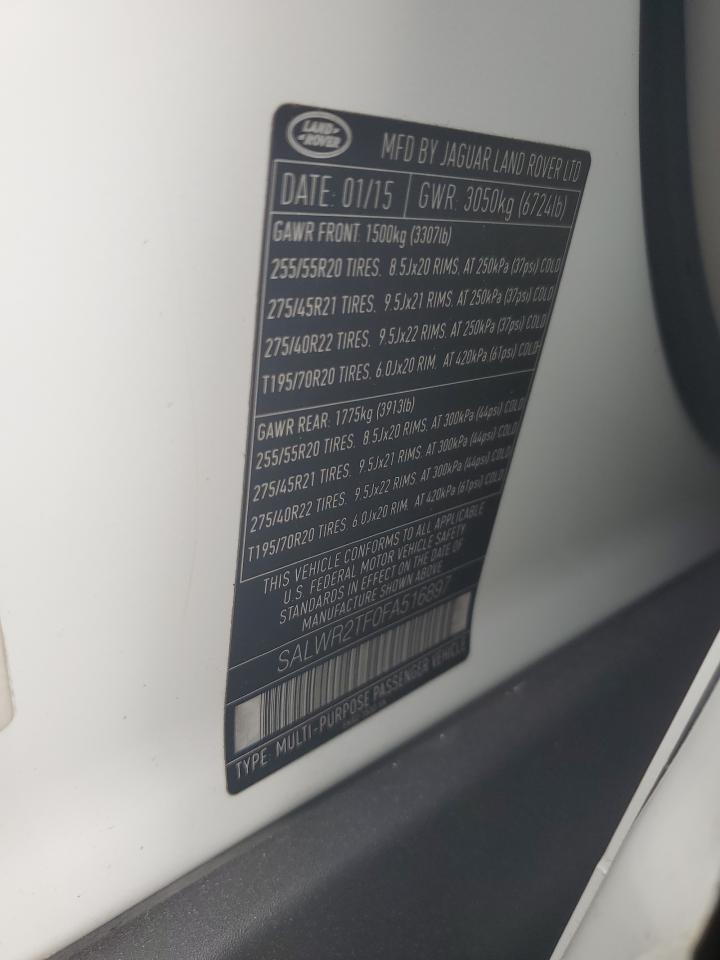 LAND ROVER
MFD BY JAGUAR LAND ROVER LTD
DATE: 01/15 GWR: 3050kg (6724lb)
GAWR FRONT: 1500kg (3307lb)
255/55R20 TIRES, 8.5Jx20 RIMS, AT 250kPa (37psi) COLD
275/45R21 TIRES, 9.5Jx21 RIMS, AT 250kPa (37psi) COLD
275/40R22 TIRES, 9.5Jx22 RIMS, AT 250kPa (37psi) COLD
T195/70R20 TIRES, 6.0Jx20 RIM, AT 420kPa (61psi) COLD
GAWR REAR: 1775kg (3913lb)
255/55R20 TIRES, 8.5Jx20 RIMS, AT 300kPa (44psi) COLD
275/45R21 TIRES, 9.5Jx21 RIMS, AT 300kPa (44psi) COLD
275/40R22 TIRES, 9.5Jx22 RIMS, AT 300kPa (44psi) COLD
T195/70R20 TIRES, 6.0Jx20 RIM, AT 420kPa (61psi) COLD
THIS VEHICLE CONFORMS TO ALL APPLICABLE
U.S. FEDERAL MOTOR VEHICLE SAFETY
STANDARDS IN EFFECT ON THE DATE OF
MANUFACTURE SHOWN ABOVE
SALWR2TF0FA516897
TYPE: MULTI-PURPOSE PASSENGER VEHICLE